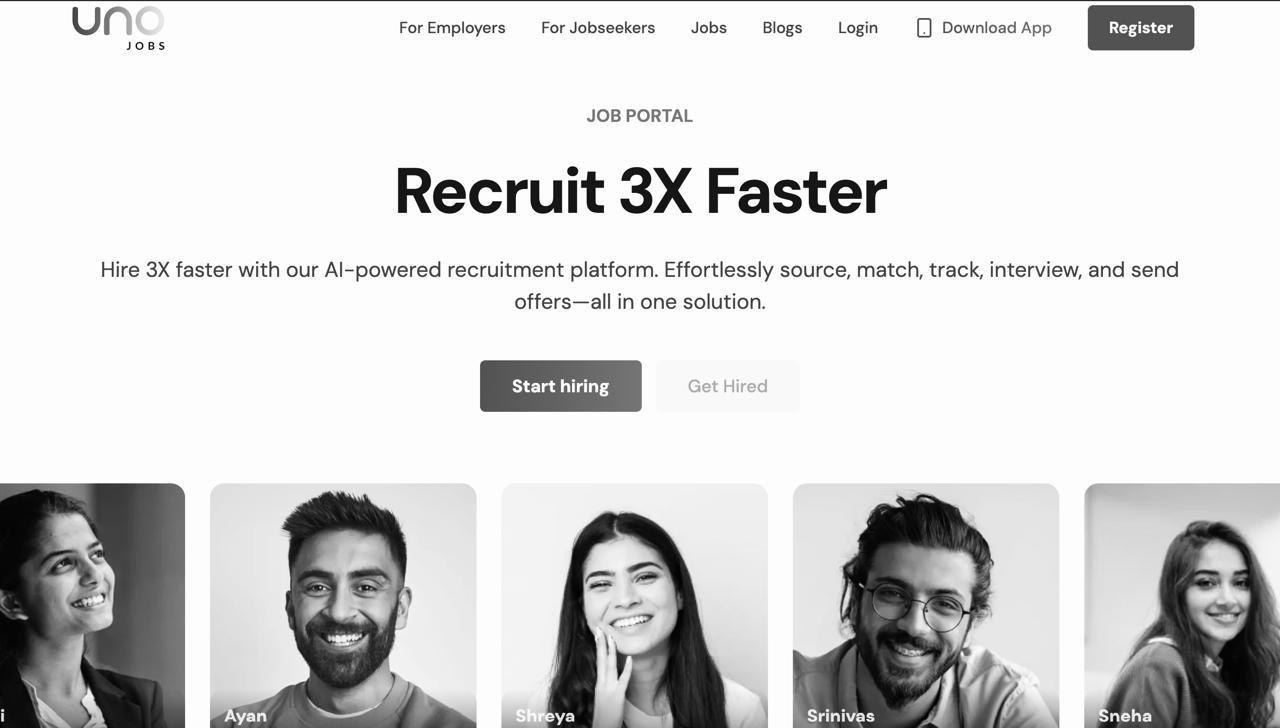 uno
JOBS
For Employers
For Jobseekers
Jobs
Blogs
Login
Download App
Register
JOB PORTAL
Recruit 3X Faster
Hire 3X faster with our AI-powered recruitment platform. Effortlessly source, match, track, interview, and send
offers—all in one solution.
Start hiring
Get Hired
Ayan
Shreya
Srinivas
Sneha